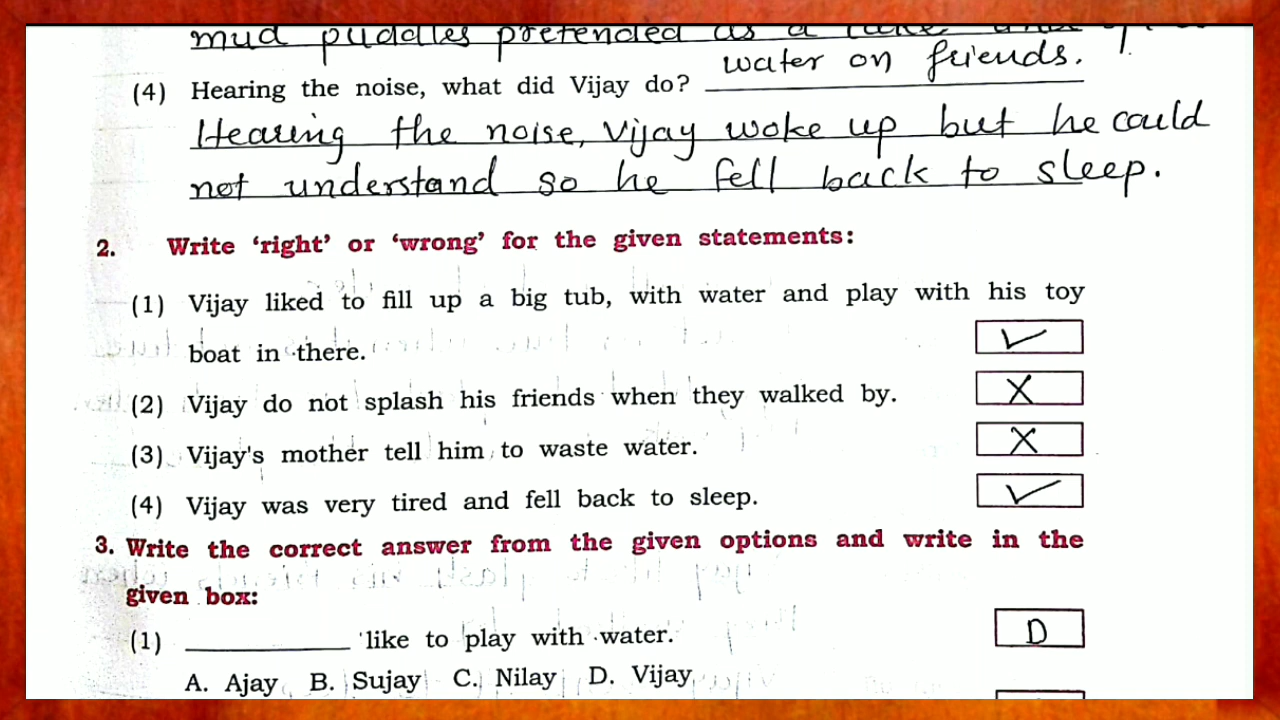 mud puddles pretended as a
water on friends.
(4) Hearing the noise, what did Vijay do?
Hearing the noise, Vijay woke up but he could
not understand so he fell back to sleep.
2. Write 'right' or 'wrong' for the given statements:
(1) Vijay liked to fill up a big tub, with water and play with his toy
boat in there. ✓
(2) Vijay do not splash his friends when they walked by. X
(3) Vijay's mother tell him to waste water. X
(4) Vijay was very tired and fell back to sleep. ✓
3. Write the correct answer from the given options and write in the
given box:
(1) ____________ like to play with water. D
A. Ajay B. Sujay C. Nilay D. Vijay